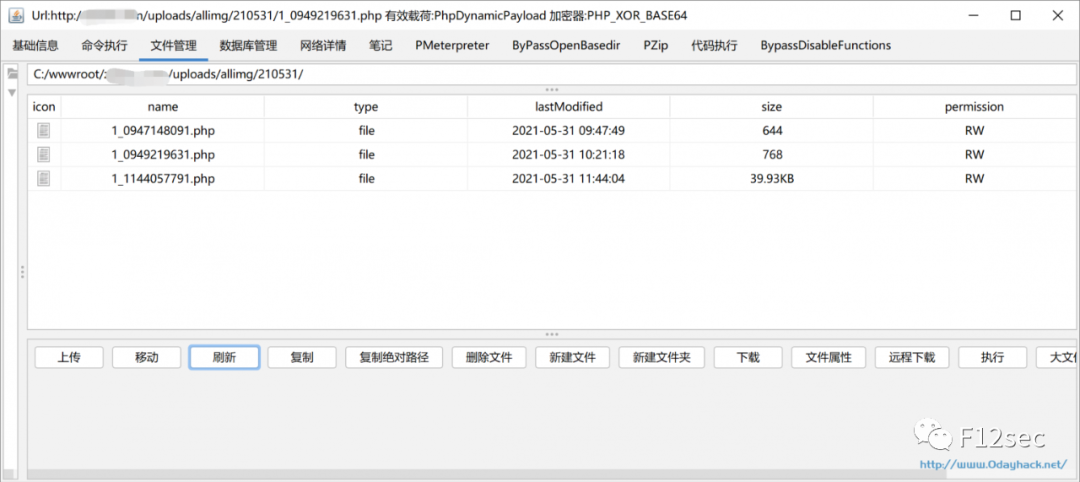 Url:http:/ n/uploads/allimg/210531/1_0949219631.php 有效载荷:PhpDynamicPayload 加密器:PHP_XOR_BASE64
基础信息 命令执行 文件管理 数据库管理 网络详情 笔记 PMeterpreter ByPassOpenBasedir PZip 代码执行 BypassDisableFunctions
C:/wwwroot/ /uploads/allimg/210531/
icon name type lastModified size permission
1_0947148091.php file 2021-05-31 09:47:49 644 RW
1_0949219631.php file 2021-05-31 10:21:18 768 RW
1_1144057791.php file 2021-05-31 11:44:04 39.93KB RW
上传 移动 刷新 复制 复制绝对路径 删除文件 新建文件 新建文件夹 下载 文件属性 远程下载 执行 大文
F12sec
http://www.0dayhack.net/